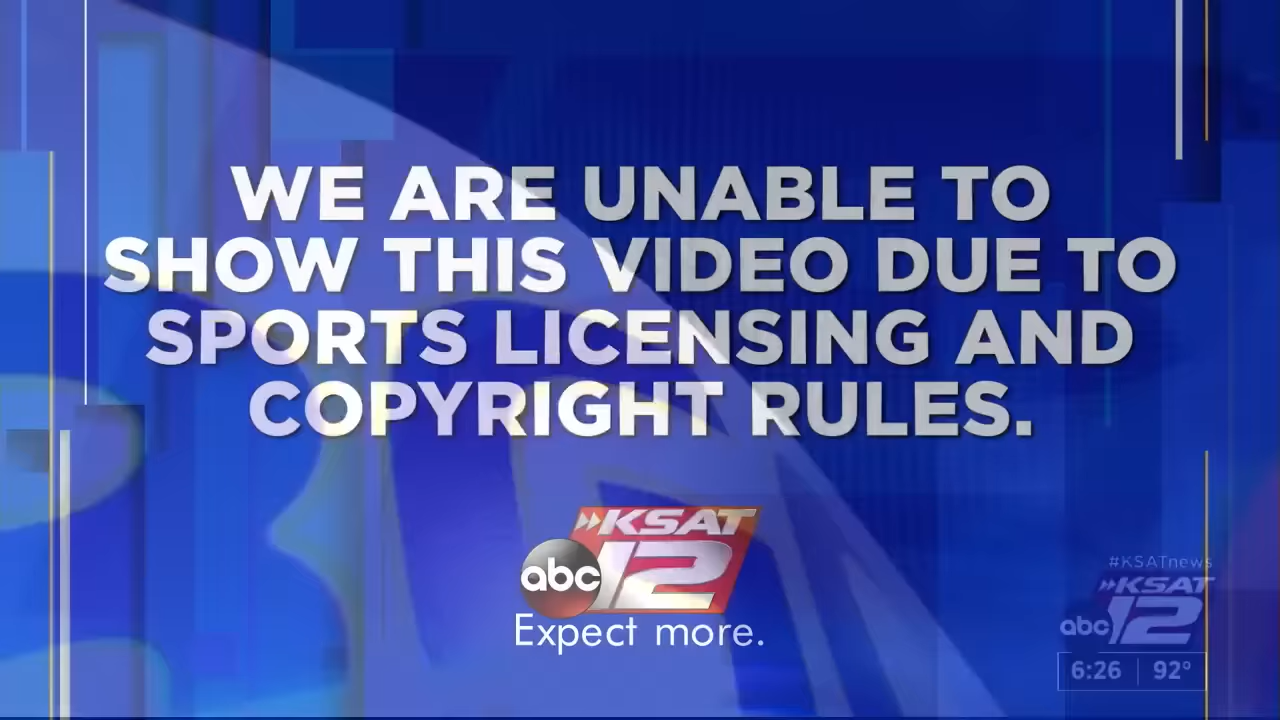 WE ARE UNABLE TO
SHOW THIS VIDEO DUE TO
SPORTS LICENSING AND
COPYRIGHT RULES.
KSAT
abc 12
Expect more.
#KSATnews
KSAT
abc 12
6:26 92°